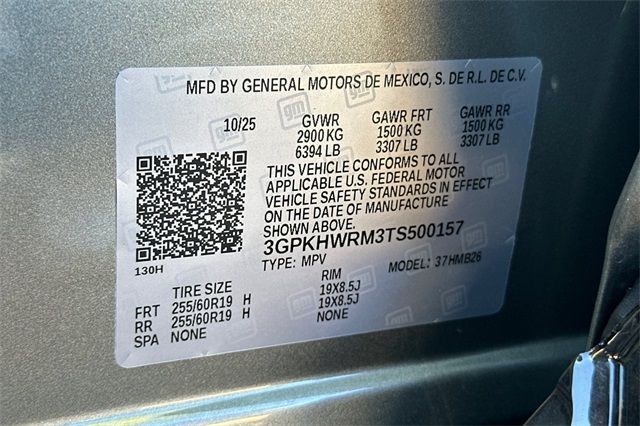 MFD BY GENERAL MOTORS DE MEXICO, S. DE R.L. DE C.V.
10/25 GVWR GAWR FRT GAWR RR
2900 KG 1500 KG 1500 KG
6394 LB 3307 LB 3307 LB
THIS VEHICLE CONFORMS TO ALL
APPLICABLE U.S. FEDERAL MOTOR
VEHICLE SAFETY STANDARDS IN EFFECT
ON THE DATE OF MANUFACTURE
SHOWN ABOVE.
3GPKHWRM3TS500157
130H
TYPE: MPV MODEL: 37HMB26
TIRE SIZE RIM
FRT 255/60R19 H 19X8.5J
RR 255/60R19 H 19X8.5J
SPA NONE NONE